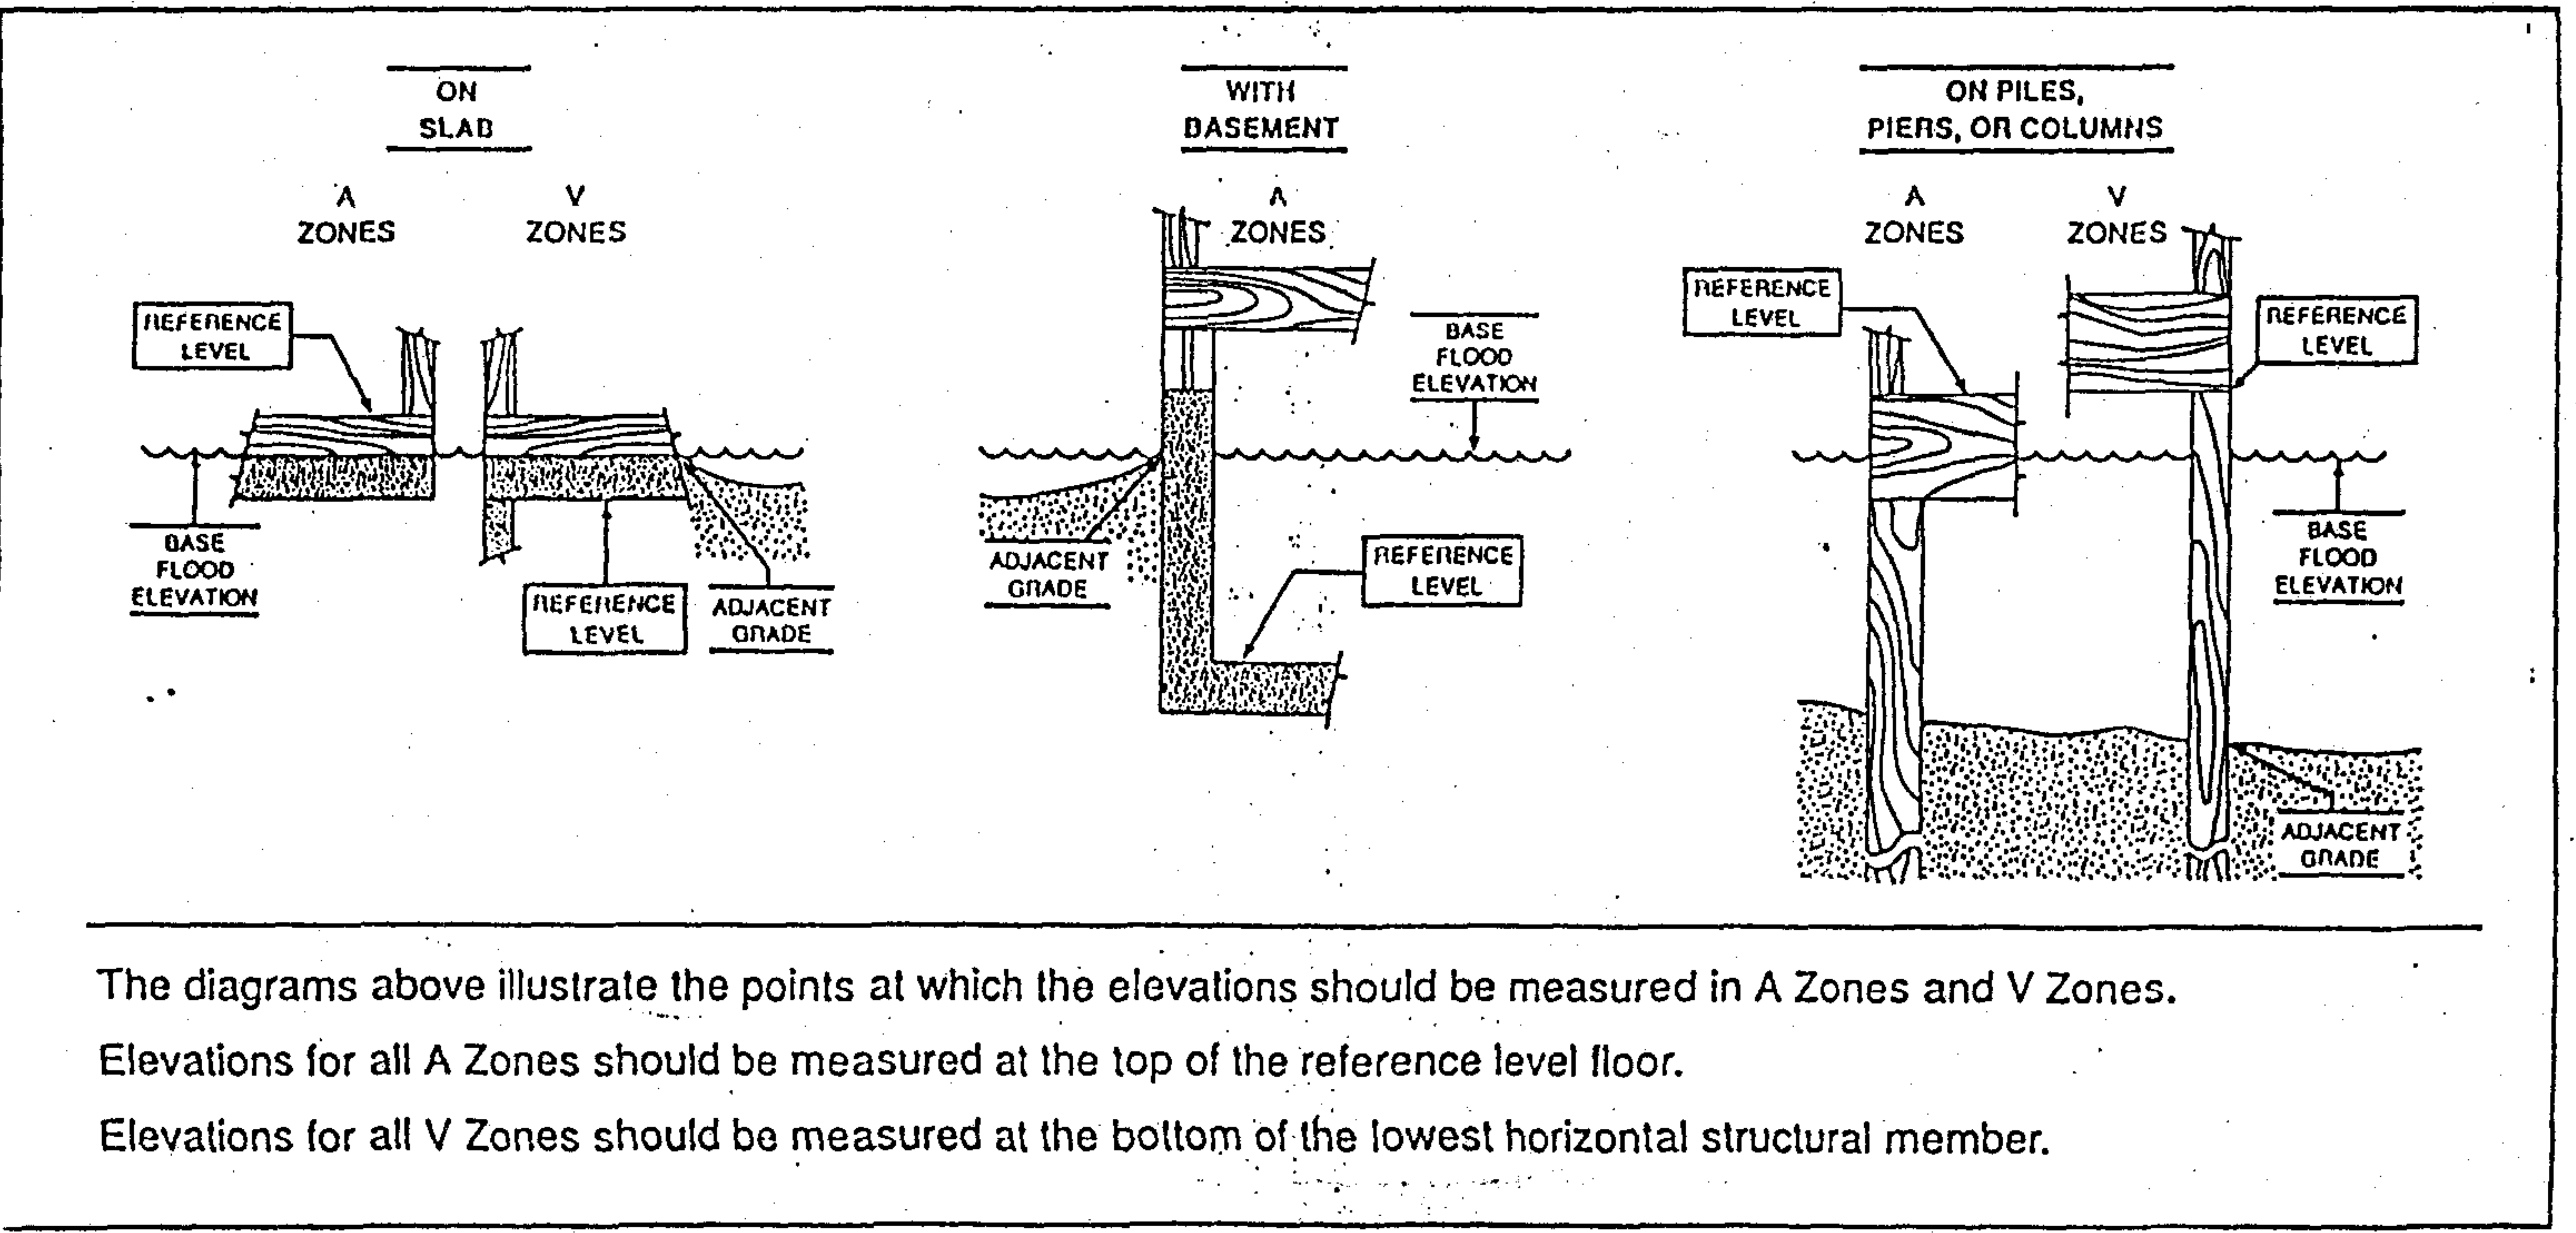 ON
SLAB
A
ZONES
V
ZONES
REFERENCE
LEVEL
BASE
FLOOD
ELEVATION
REFERENCE
LEVEL
ADJACENT
GRADE
WITH
BASEMENT
A
ZONES
BASE
FLOOD
ELEVATION
ADJACENT
GRADE
REFERENCE
LEVEL
ON PILES,
PIERS, OR COLUMNS
A
ZONES
V
ZONES
REFERENCE
LEVEL
REFERENCE
LEVEL
BASE
FLOOD
ELEVATION
ADJACENT
GRADE
The diagrams above illustrate the points at which the elevations should be measured in A Zones and V Zones.
Elevations for all A Zones should be measured at the top of the reference level floor.
Elevations for all V Zones should be measured at the bottom of the lowest horizontal structural member.